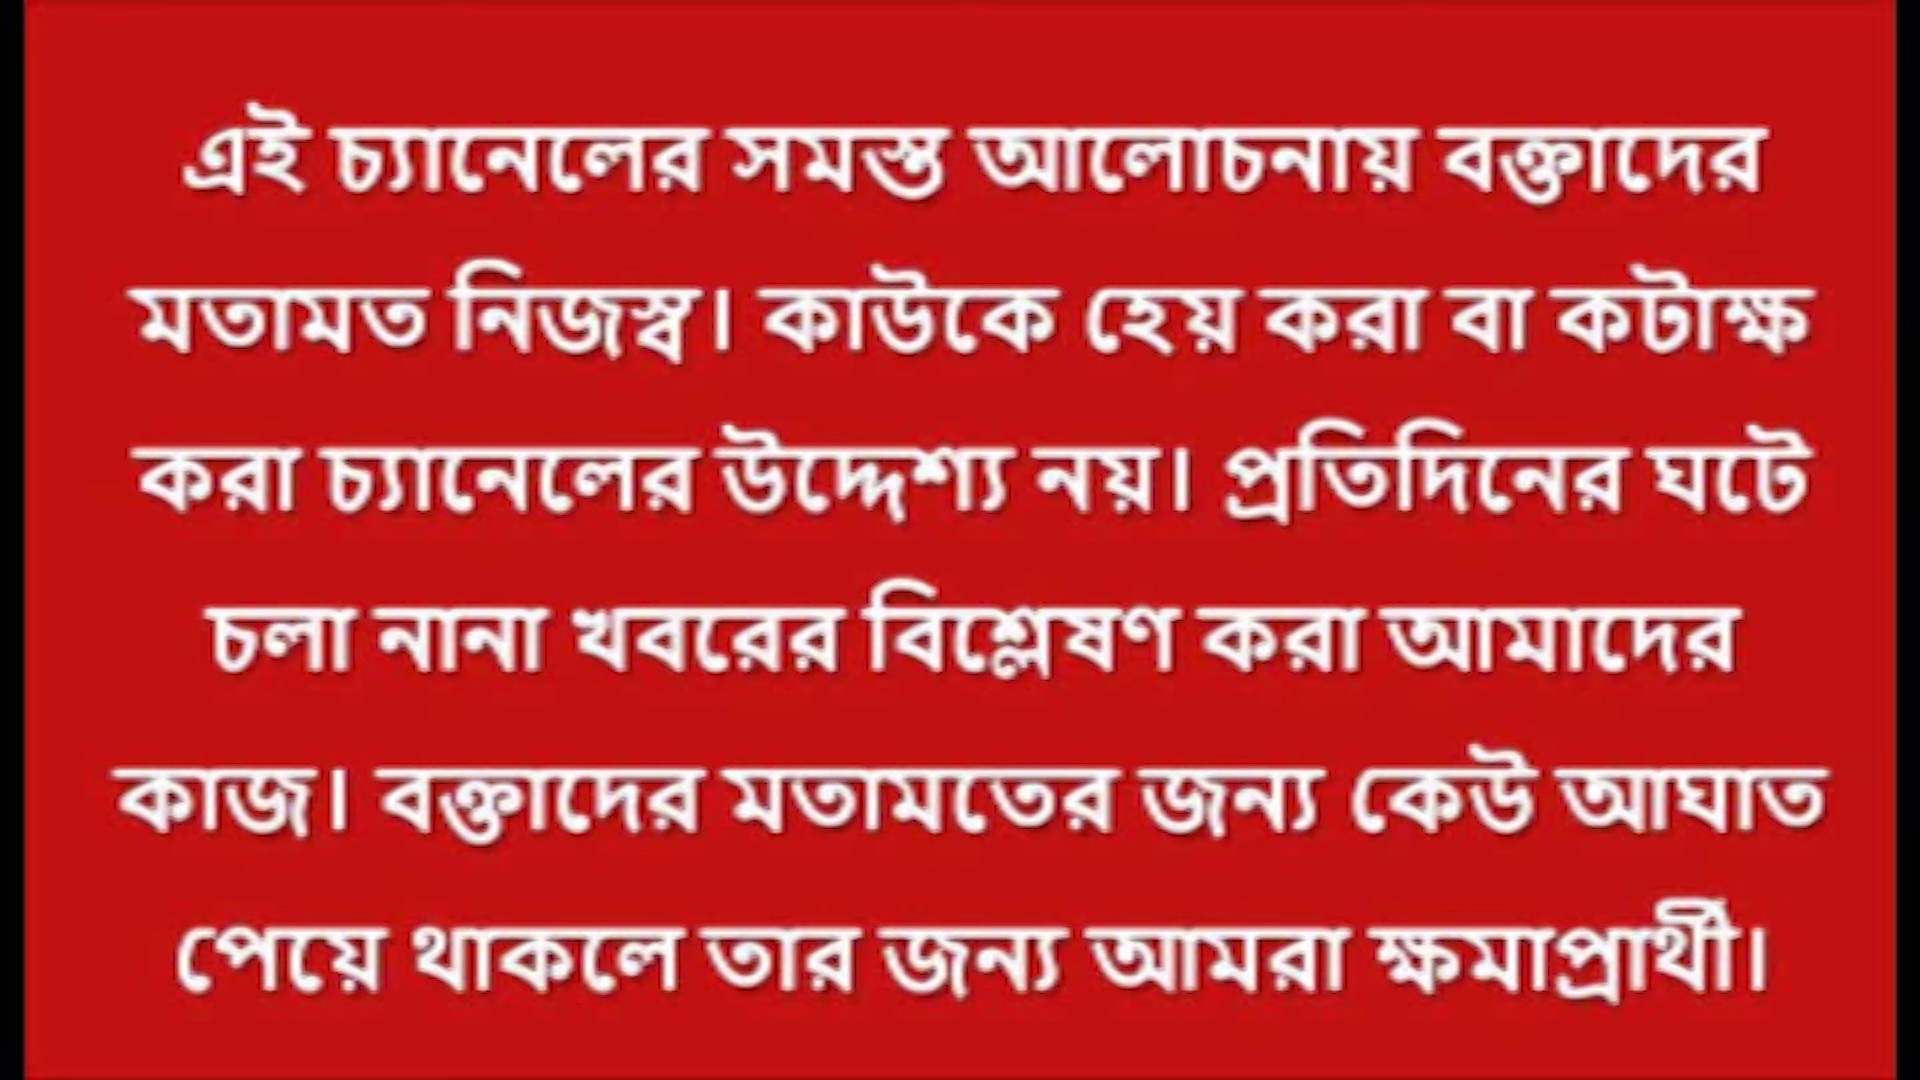 এই চ্যানেলের সমস্ত আলোচনায় বক্তাদের
মতামত নিজস্ব। কাউকে হেয় করা বা কটাক্ষ
করা চ্যানেলের উদ্দেশ্য নয়। প্রতিদিনের ঘটে
চলা নানা খবরের বিশ্লেষণ করা আমাদের
কাজ। বক্তাদের মতামতের জন্য কেউ আঘাত
পেয়ে থাকলে তার জন্য আমরা ক্ষমাপ্রার্থী।